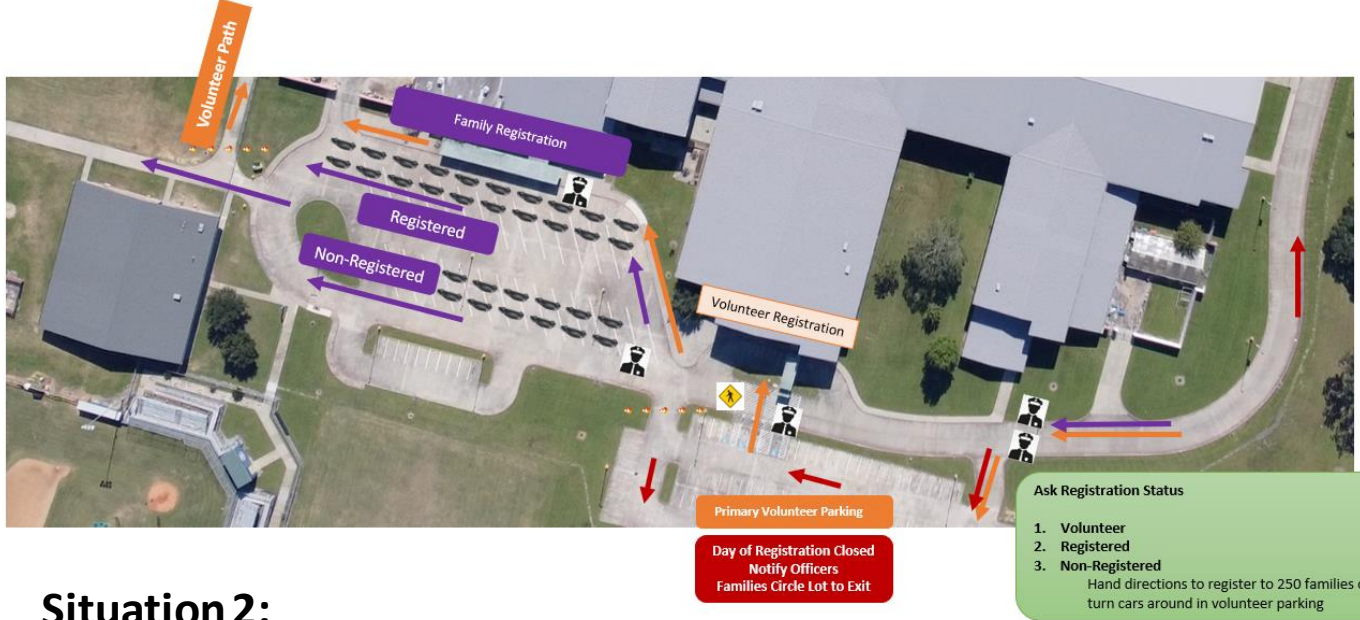 Volunteer Path
Family Registration
Registered
Non-Registered
Volunteer Registration
Primary Volunteer Parking
Day of Registration Closed
Notify Officers
Families Circle Lot to Exit
Ask Registration Status
1. Volunteer
2. Registered
3. Non-Registered
Hand directions to register to 250 families
turn cars around in volunteer parking
Situation 2: